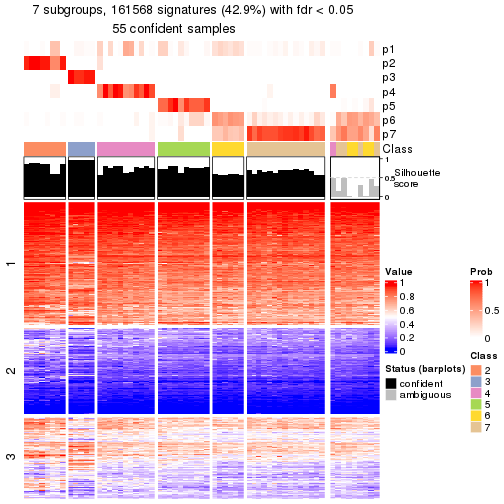 7 subgroups, 161568 signatures (42.9%) with fdr < 0.05
55 confident samples
p1
p2
p3
p4
p5
p6
p7
Class
1
0.5
0
Silhouette
score
1
2
3
Value
1
0.8
0.6
0.4
0.2
0
Status (barplots)
confident
ambiguous
Prob
1
0.5
0
Class
2
3
4
5
6
7